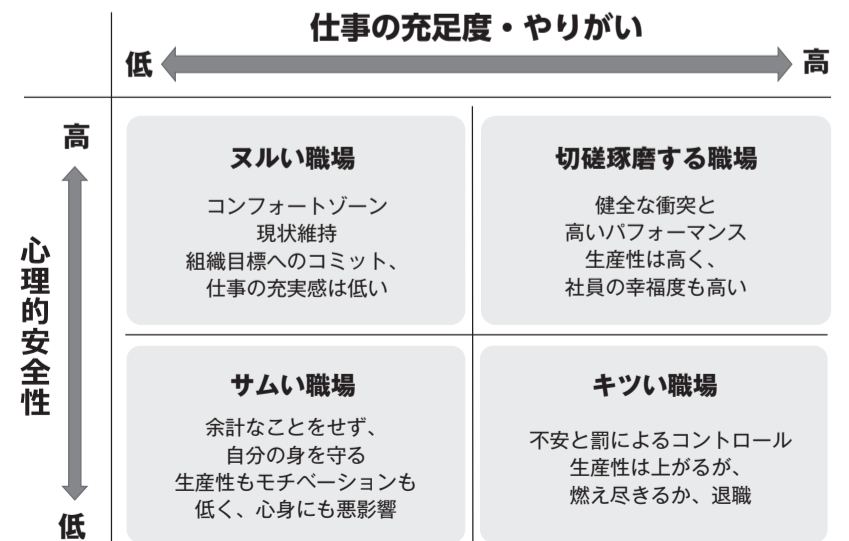 仕事の充足度・やりがい
低
高
高
心理的安全性
低
ヌルい職場
コンフォートゾーン
現状維持
組織目標へのコミット、
仕事の充実感は低い
切磋琢磨する職場
健全な衝突と
高いパフォーマンス
生産性は高く、
社員の幸福度も高い
サムい職場
余計なことをせず、
自分の身を守る
生産性もモチベーションも
低く、心身にも悪影響
キツい職場
不安と罰によるコントロール
生産性は上がるが、
燃え尽きるか、退職